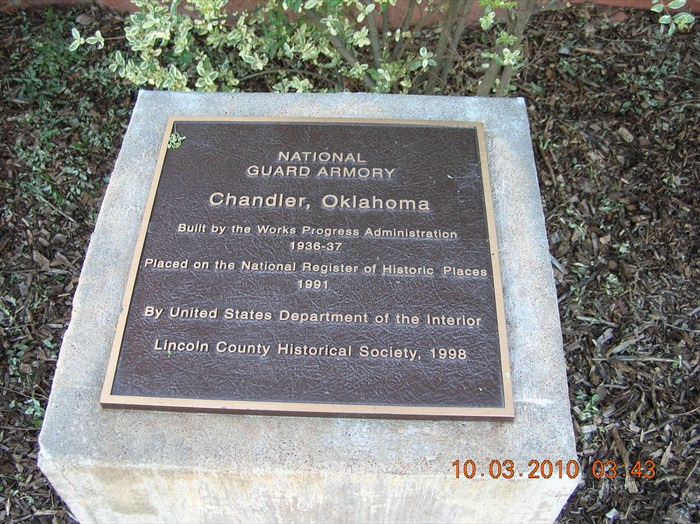 NATIONAL
GUARD ARMORY
Chandler, Oklahoma
Built by the Works Progress Administration
1936-37
Placed on the National Register of Historic Places
1991
By United States Department of the Interior
Lincoln County Historical Society, 1998
10.03.2010 03:43